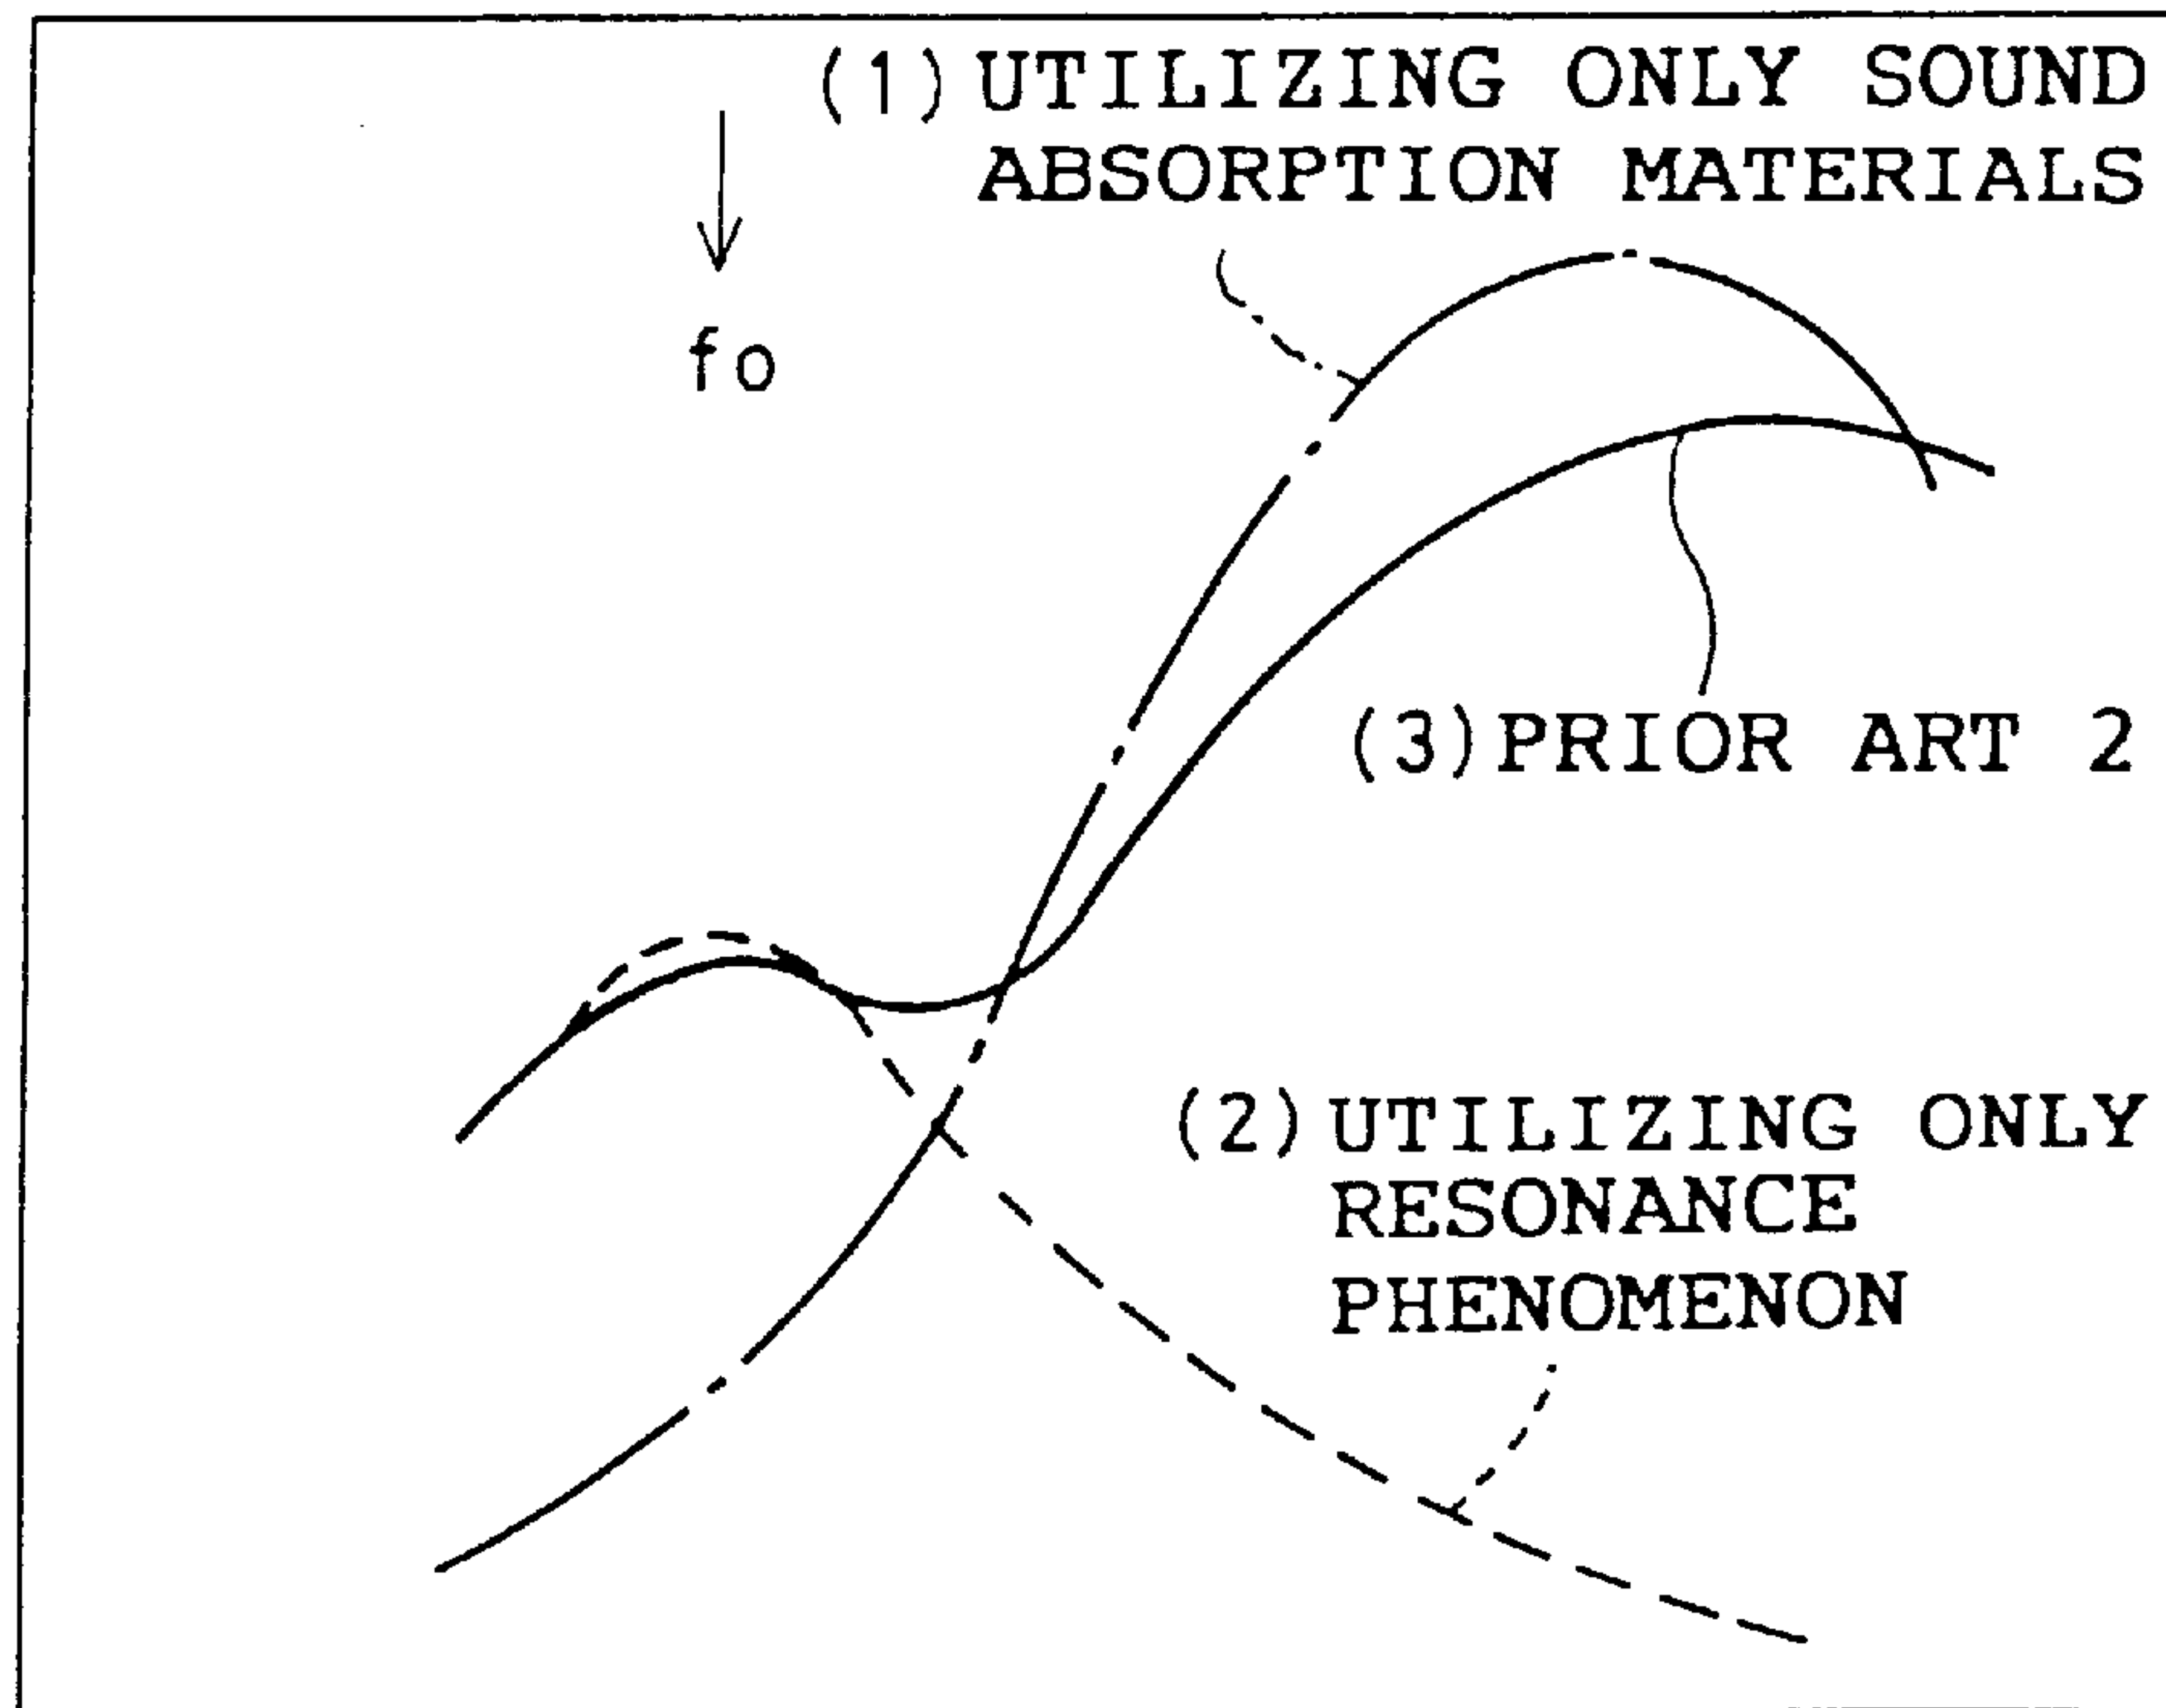 (1) UTILIZING ONLY SOUND
ABSORPTION MATERIALS
fo
(3) PRIOR ART 2
(2) UTILIZING ONLY
RESONANCE
PHENOMENON